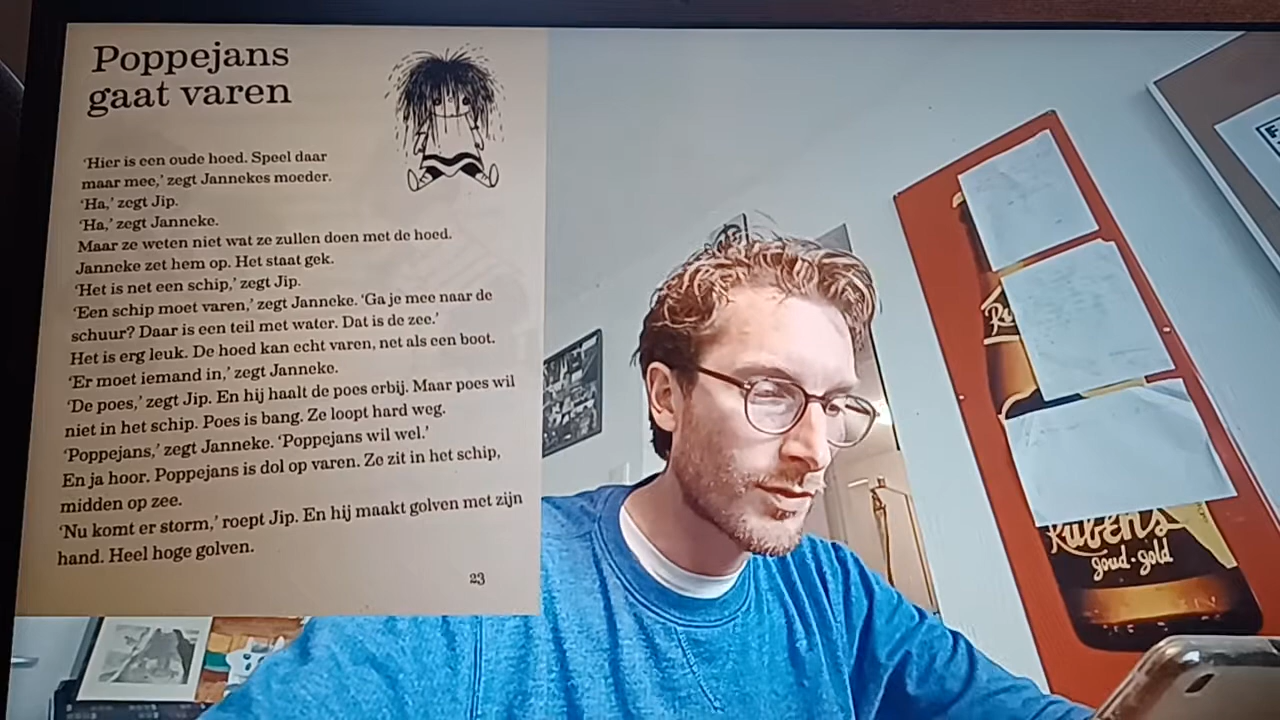 Poppejans
gaat varen
‘Hier is een oude hoed. Speel daar
maar mee,’ zegt Jannekes moeder.
‘Ha,’ zegt Jip.
‘Ha,’ zegt Janneke.
Maar ze weten niet wat ze zullen doen met de hoed.
Janneke zet hem op. Het staat gek.
‘Het is net een schip,’ zegt Jip.
‘Een schip moet varen,’ zegt Janneke. ‘Ga je mee naar de
schuur? Daar is een teil met water. Dat is de zee.’
Het is erg leuk. De hoed kan echt varen, net als een boot.
‘Er moet iemand in,’ zegt Janneke.
‘De poes,’ zegt Jip. En hij haalt de poes erbij. Maar poes wil
niet in het schip. Poes is bang. Ze loopt hard weg.
‘Poppejans,’ zegt Janneke. ‘Poppejans wil wel.’
En ja hoor. Poppejans is dol op varen. Ze zit in het schip,
midden op zee.
‘Nu komt er storm,’ roept Jip. En hij maakt golven met zijn
hand. Heel hoge golven.
23
Rubens
goud·gold